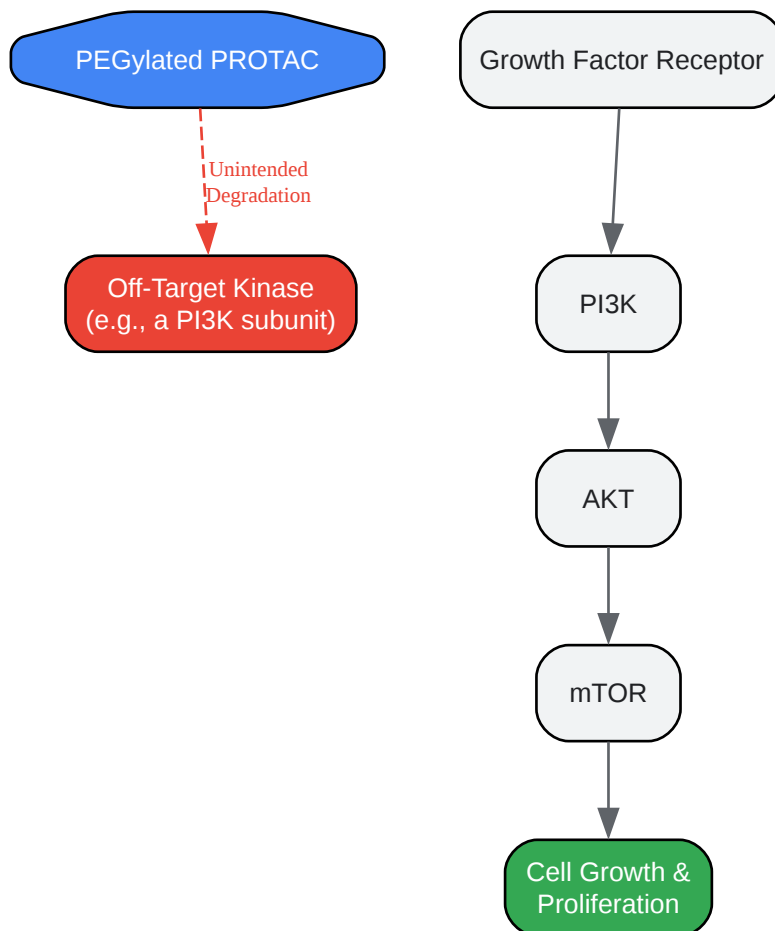 PEGylated PROTAC
Growth Factor Receptor
Unintended
Degradation
Off-Target Kinase
(e.g., a PI3K subunit)
PI3K
AKT
mTOR
Cell Growth &
Proliferation